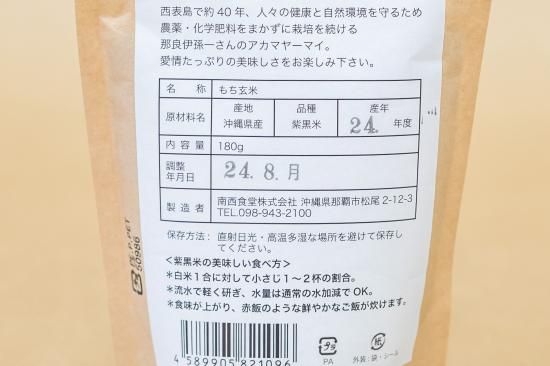 西表島で約40年、人々の健康と自然環境を守るため
農薬・化学肥料をまかずに栽培を続ける
那良伊孫一さんのアカマヤーマイ。
愛情たっぷりの美味しさをお楽しみ下さい。
名 称 もち玄米
原材料名 産地 沖縄県産 品種 紫黒米 産年 24. 年度
内容量 180g
調整年月日 24.8.月
製造者 南西食堂株式会社 沖縄県那覇市松尾2-12-3
TEL.098-943-2100
保存方法: 直射日光・高温多湿な場所を避けて保存し
てください。
<紫黒米の美味しい食べ方>
*白米1合に対して小さじ1～2杯の割合。
*流水で軽く研ぎ、水量は通常の水加減でOK。
*食味が上がり、赤飯のような鮮やかなご飯が炊けます。
4 589905 821096
プラ
PA
紙
外装:袋・シール
PE, P, PET
50986